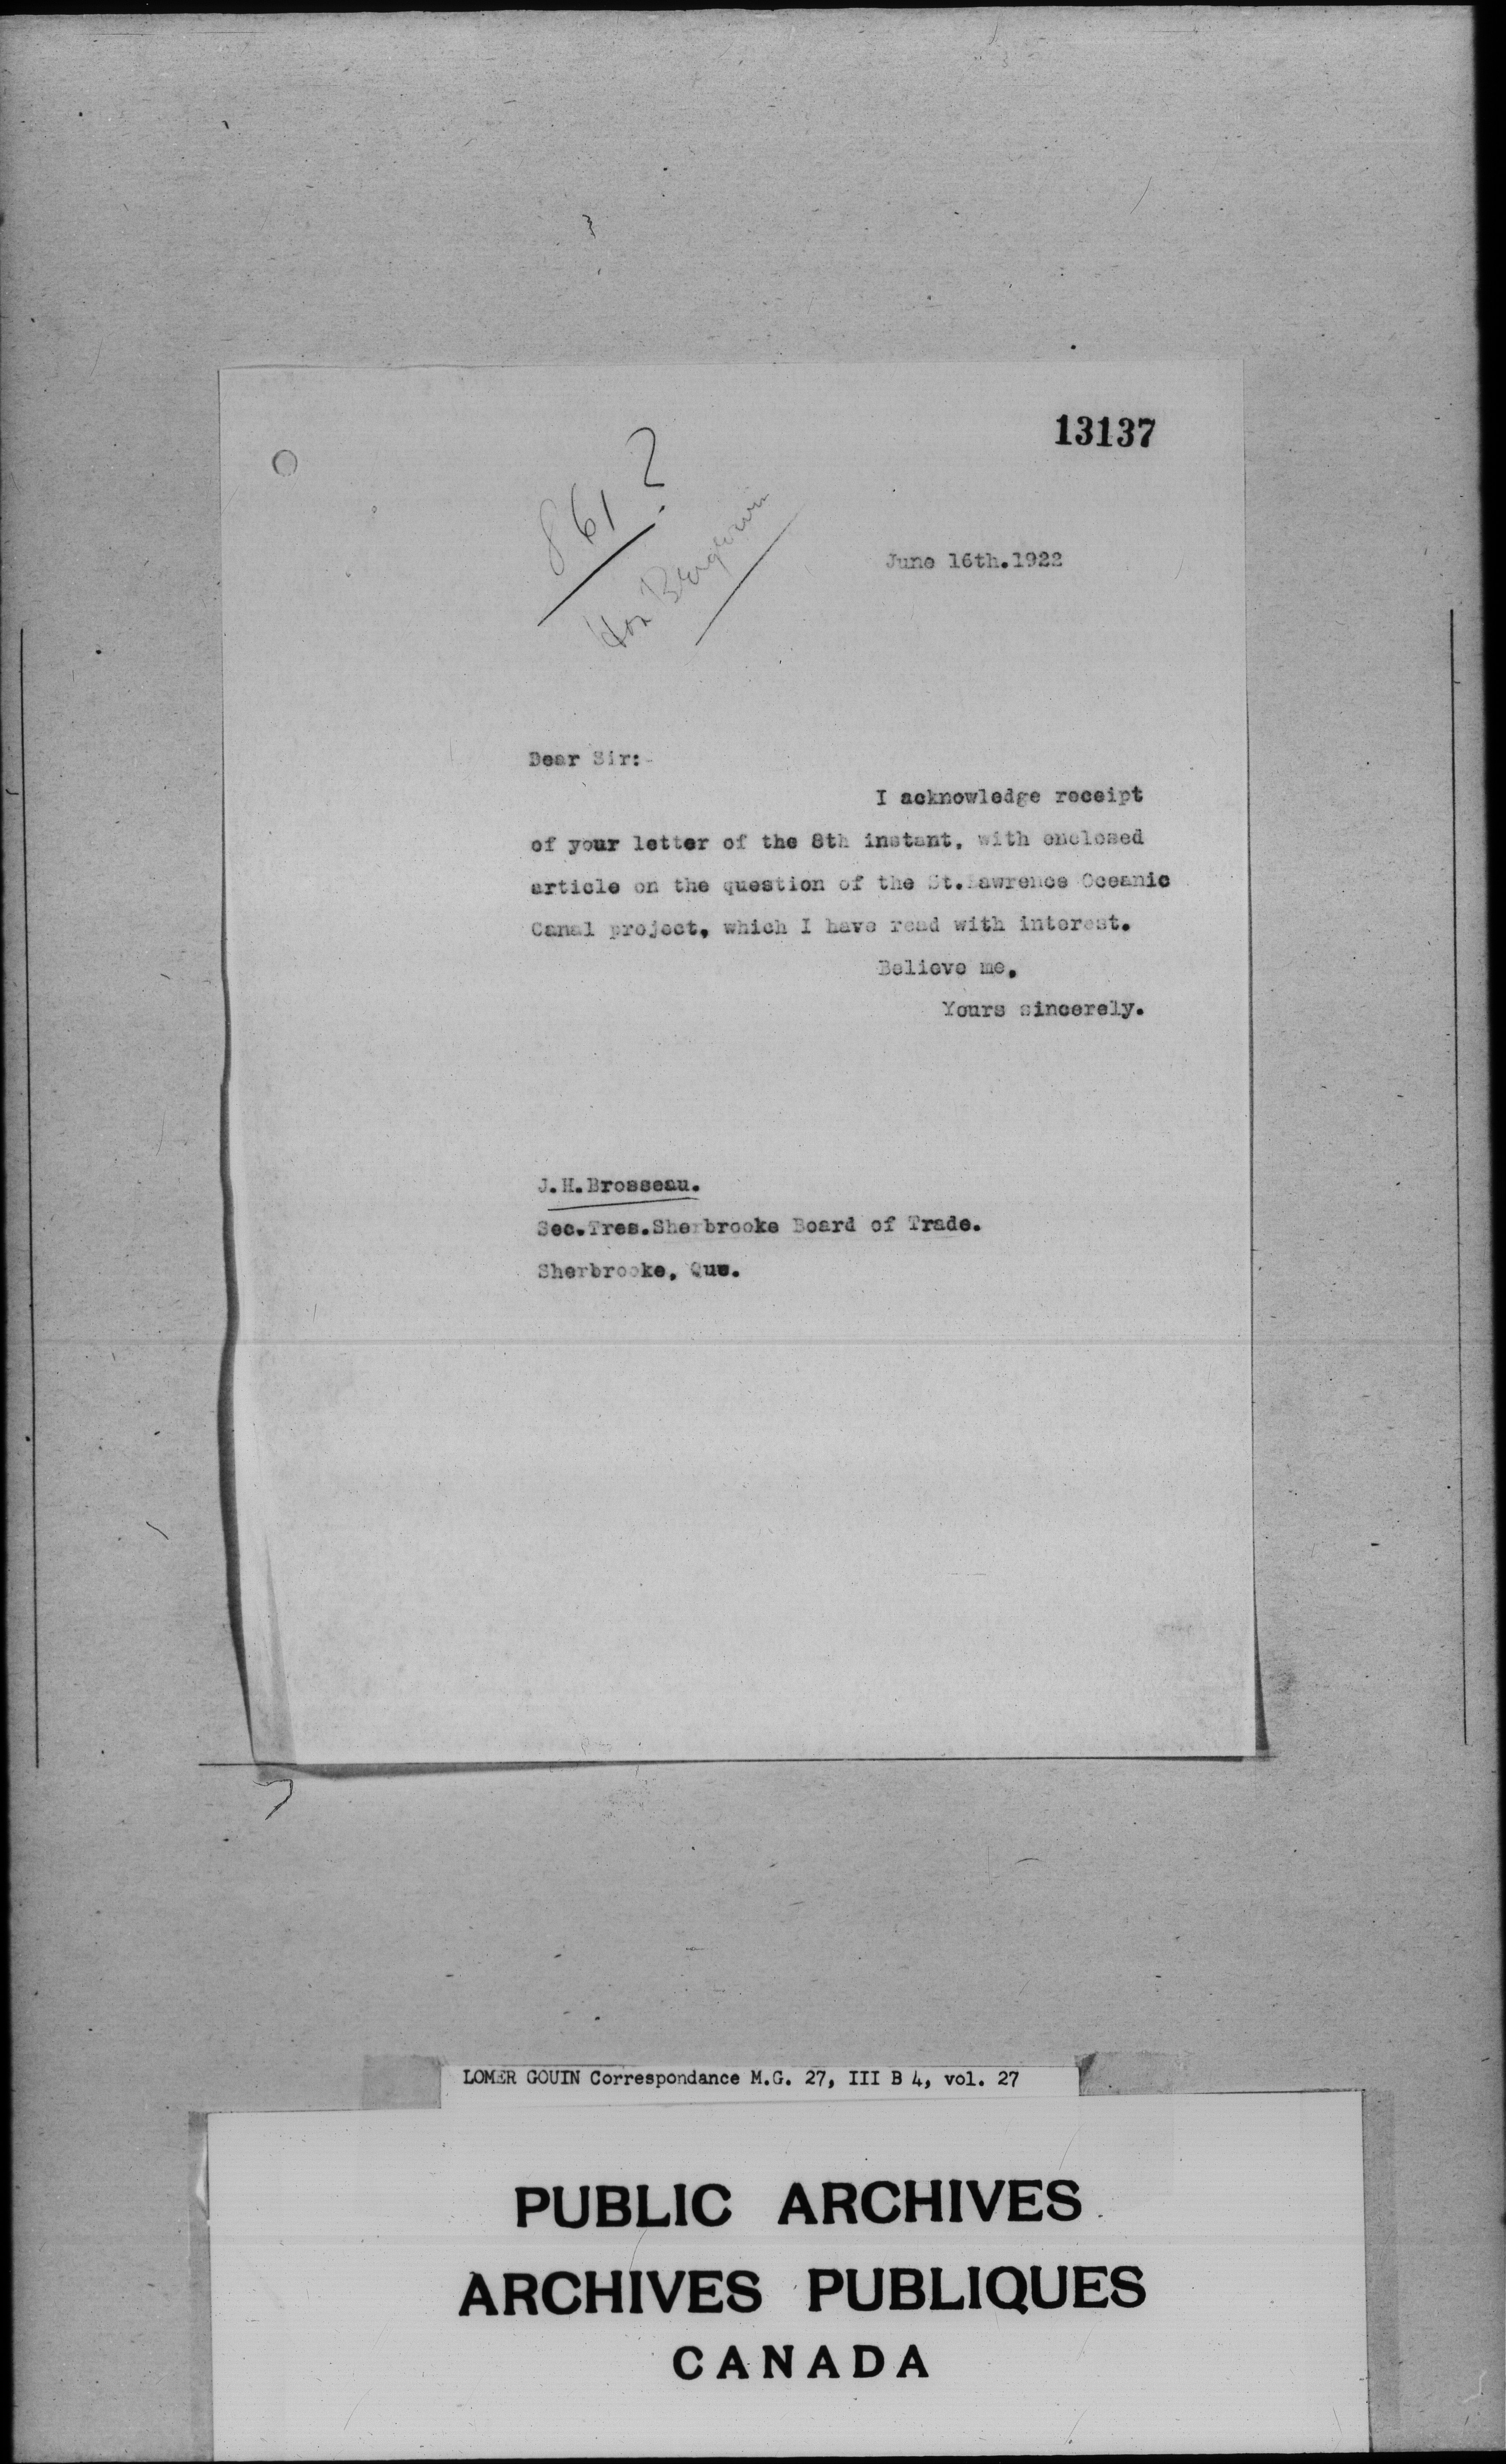 13137
861?
Hon
June 16th.1922
Dear Sir:-
I acknowledge receipt
of your letter of the 8th instant, with enclosed
article on the question of the St.Lawrence Oceanic
Canal project, which I have read with interest.
Believe me,
Yours sincerely.
J.H.Brosseau.
Sec.Tres.Sherbrooke Board of Trade.
Sherbrooke, Que.
LOMER GOUIN Correspondance M.G. 27, III B 4, vol. 27
PUBLIC ARCHIVES
ARCHIVES PUBLIQUES
CANADA